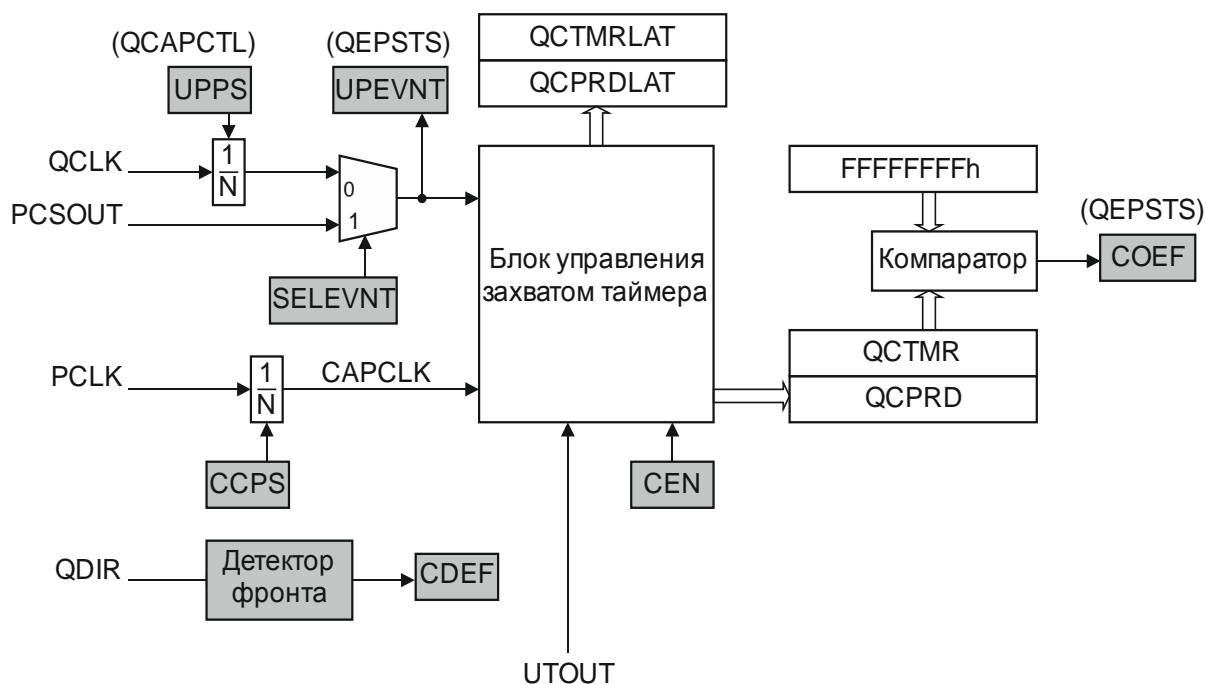 (QCAPCTL)
(QEPSTS)
QCTMRLAT
QCPRDLAT
UPPS
UPEVNT
QCLK
1
N
0
1
PCSOUT
SELEVNT
Блок управления
захватом таймера
FFFFFFFFh
(QEPSTS)
Компаратор
COEF
QCTMR
QCPRD
PCLK
1
N
CAPCLK
CCPS
CEN
QDIR
Детектор
фронта
CDEF
UTOUT